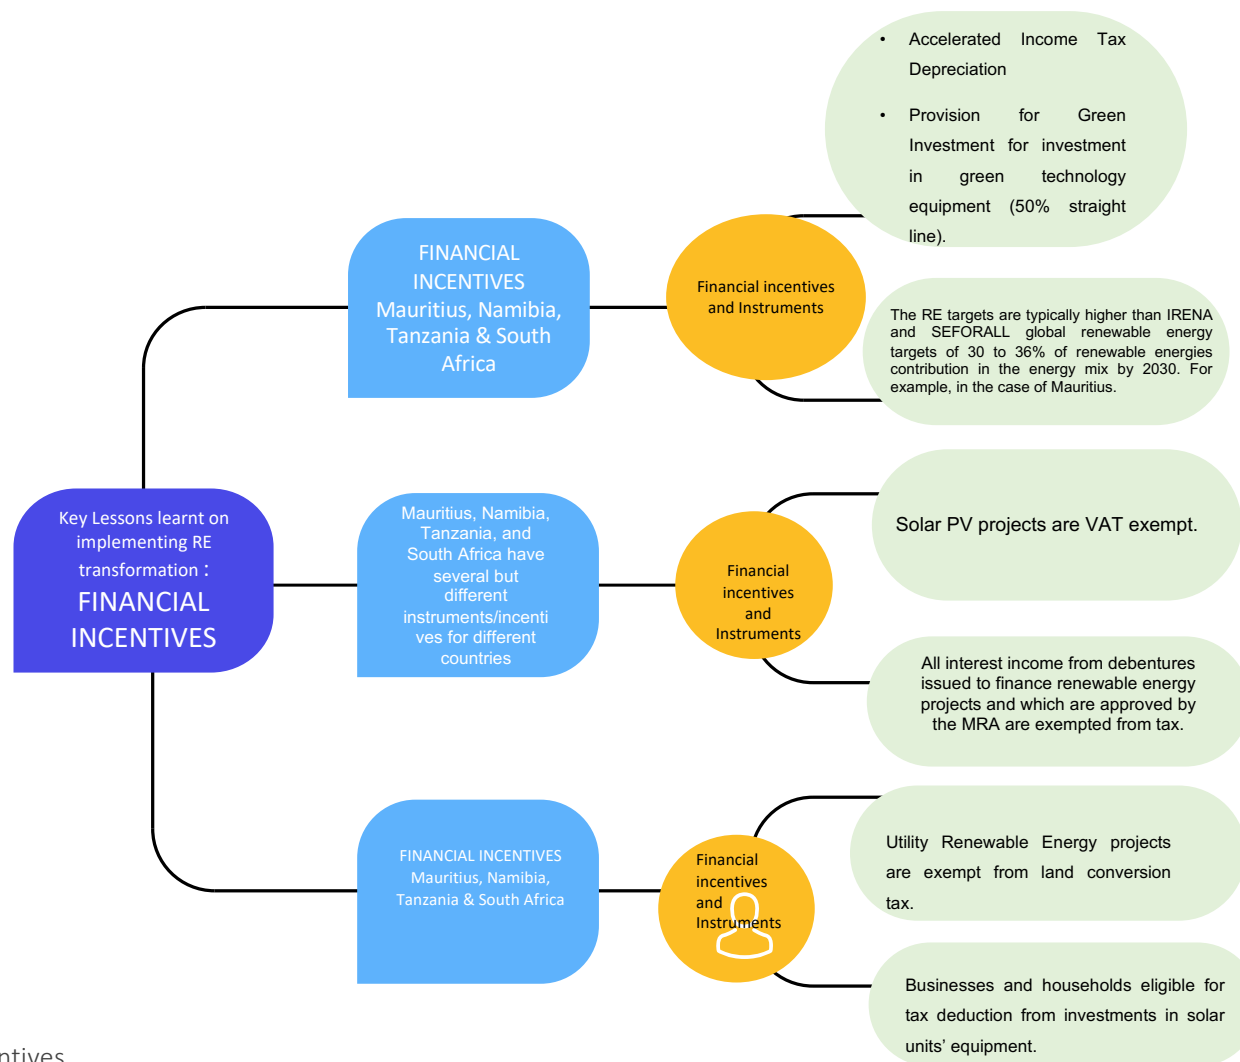 • Accelerated Income Tax
Depreciation
• Provision for Green
Investment for investment
in green technology
equipment (50% straight
line).
FINANCIAL
INCENTIVES
Mauritius, Namibia,
Tanzania & South
Africa
Financial incentives
and Instruments
The RE targets are typically higher than IRENA
and SEFORALL global renewable energy
targets of 30 to 36% of renewable energies
contribution in the energy mix by 2030. For
example, in the case of Mauritius.
Key Lessons learnt on
implementing RE
transformation :
FINANCIAL
INCENTIVES
Mauritius, Namibia,
Tanzania, and
South Africa have
several but
different
instruments/incenti
ves for different
countries
Financial
incentives
and
Instruments
Solar PV projects are VAT exempt.
All interest income from debentures
issued to finance renewable energy
projects and which are approved by
the MRA are exempted from tax.
FINANCIAL INCENTIVES
Mauritius, Namibia,
Tanzania & South Africa
Financial
incentives
and
Instruments
Utility Renewable Energy projects
are exempt from land conversion
tax.
Businesses and households eligible for
tax deduction from investments in solar
units’ equipment.
ntives